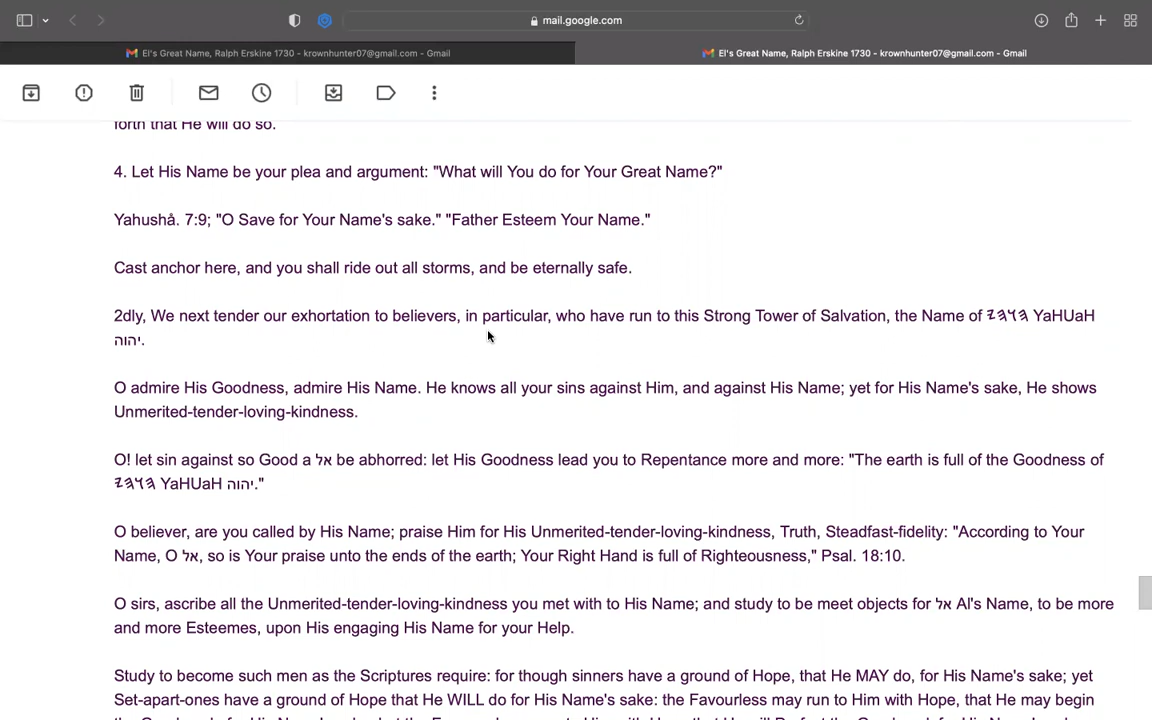 mail.google.com
El's Great Name, Ralph Erskine 1730 - krownhunter07@gmail.com - Gmail
El's Great Name, Ralph Erskine 1730 - krownhunter07@gmail.com - Gmail
forth that He will do so.
4. Let His Name be your plea and argument: "What will You do for Your Great Name?"
Yahushå. 7:9; "O Save for Your Name's sake." "Father Esteem Your Name."
Cast anchor here, and you shall ride out all storms, and be eternally safe.
2dly, We next tender our exhortation to believers, in particular, who have run to this Strong Tower of Salvation, the Name of 𐤉𐤄𐤅𐤄 YaHUaH
יהוה.
O admire His Goodness, admire His Name. He knows all your sins against Him, and against His Name; yet for His Name's sake, He shows
Unmerited-tender-loving-kindness.
O! let sin against so Good a אל be abhorred: let His Goodness lead you to Repentance more and more: "The earth is full of the Goodness of
𐤉𐤄𐤅𐤄 YaHUaH יהוה."
O believer, are you called by His Name; praise Him for His Unmerited-tender-loving-kindness, Truth, Steadfast-fidelity: "According to Your
Name, O אל, so is Your praise unto the ends of the earth; Your Right Hand is full of Righteousness," Psal. 18:10.
O sirs, ascribe all the Unmerited-tender-loving-kindness you met with to His Name; and study to be meet objects for אל Al's Name, to be more
and more Esteemes, upon His engaging His Name for your Help.
Study to become such men as the Scriptures require: for though sinners have a ground of Hope, that He MAY do, for His Name's sake; yet
Set-apart-ones have a ground of Hope that He WILL do for His Name's sake: the Favourless may run to Him with Hope, that He may begin